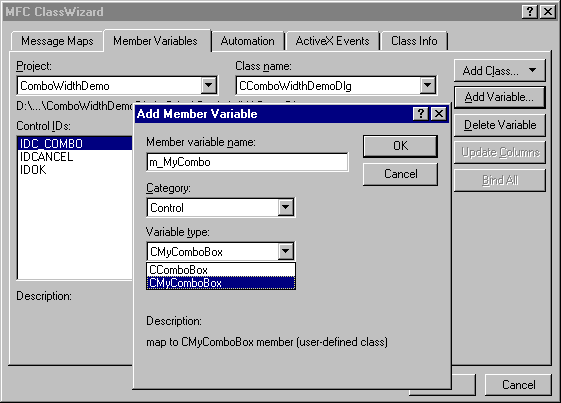 MFC ClassWizard
Message Maps
Member Variables
Automation
ActiveX Events
Class Info
Project:
Class name:
ComboWidthDemo
CComboWidthDemoDlg
Add Class...
Add Variable...
Delete Variable
Update Columns
Bind All
D:\...\ComboWidthDemo
Control IDs:
IDC_COMBO
IDCANCEL
IDOK
Description:
Add Member Variable
Member variable name:
m_MyCombo
OK
Cancel
Category:
Control
Variable type:
CMyComboBox
CComboBox
CMyComboBox
Description:
map to CMyComboBox member (user-defined class)
Cancel